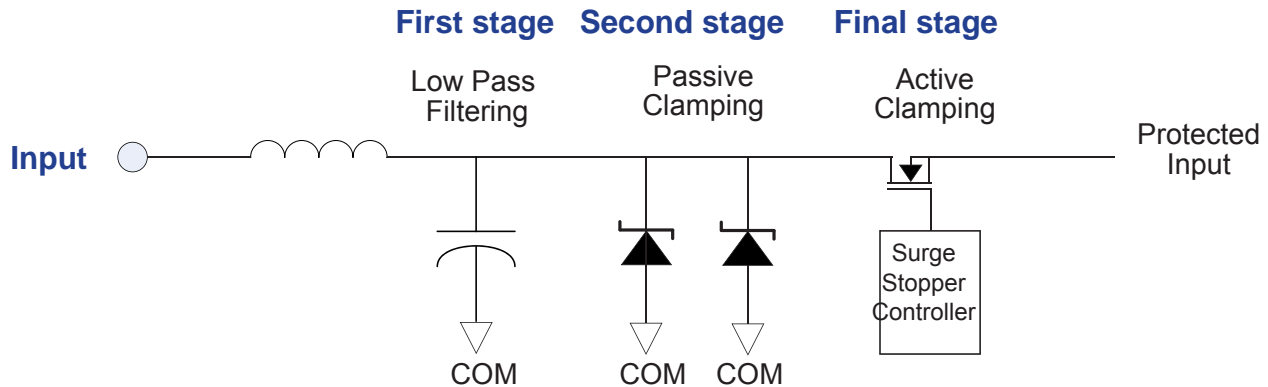 First stage
Second stage
Final stage
Low Pass
Filtering
Passive
Clamping
Active
Clamping
Input
Protected
Input
Surge
Stopper
Controller
COM
COM
COM